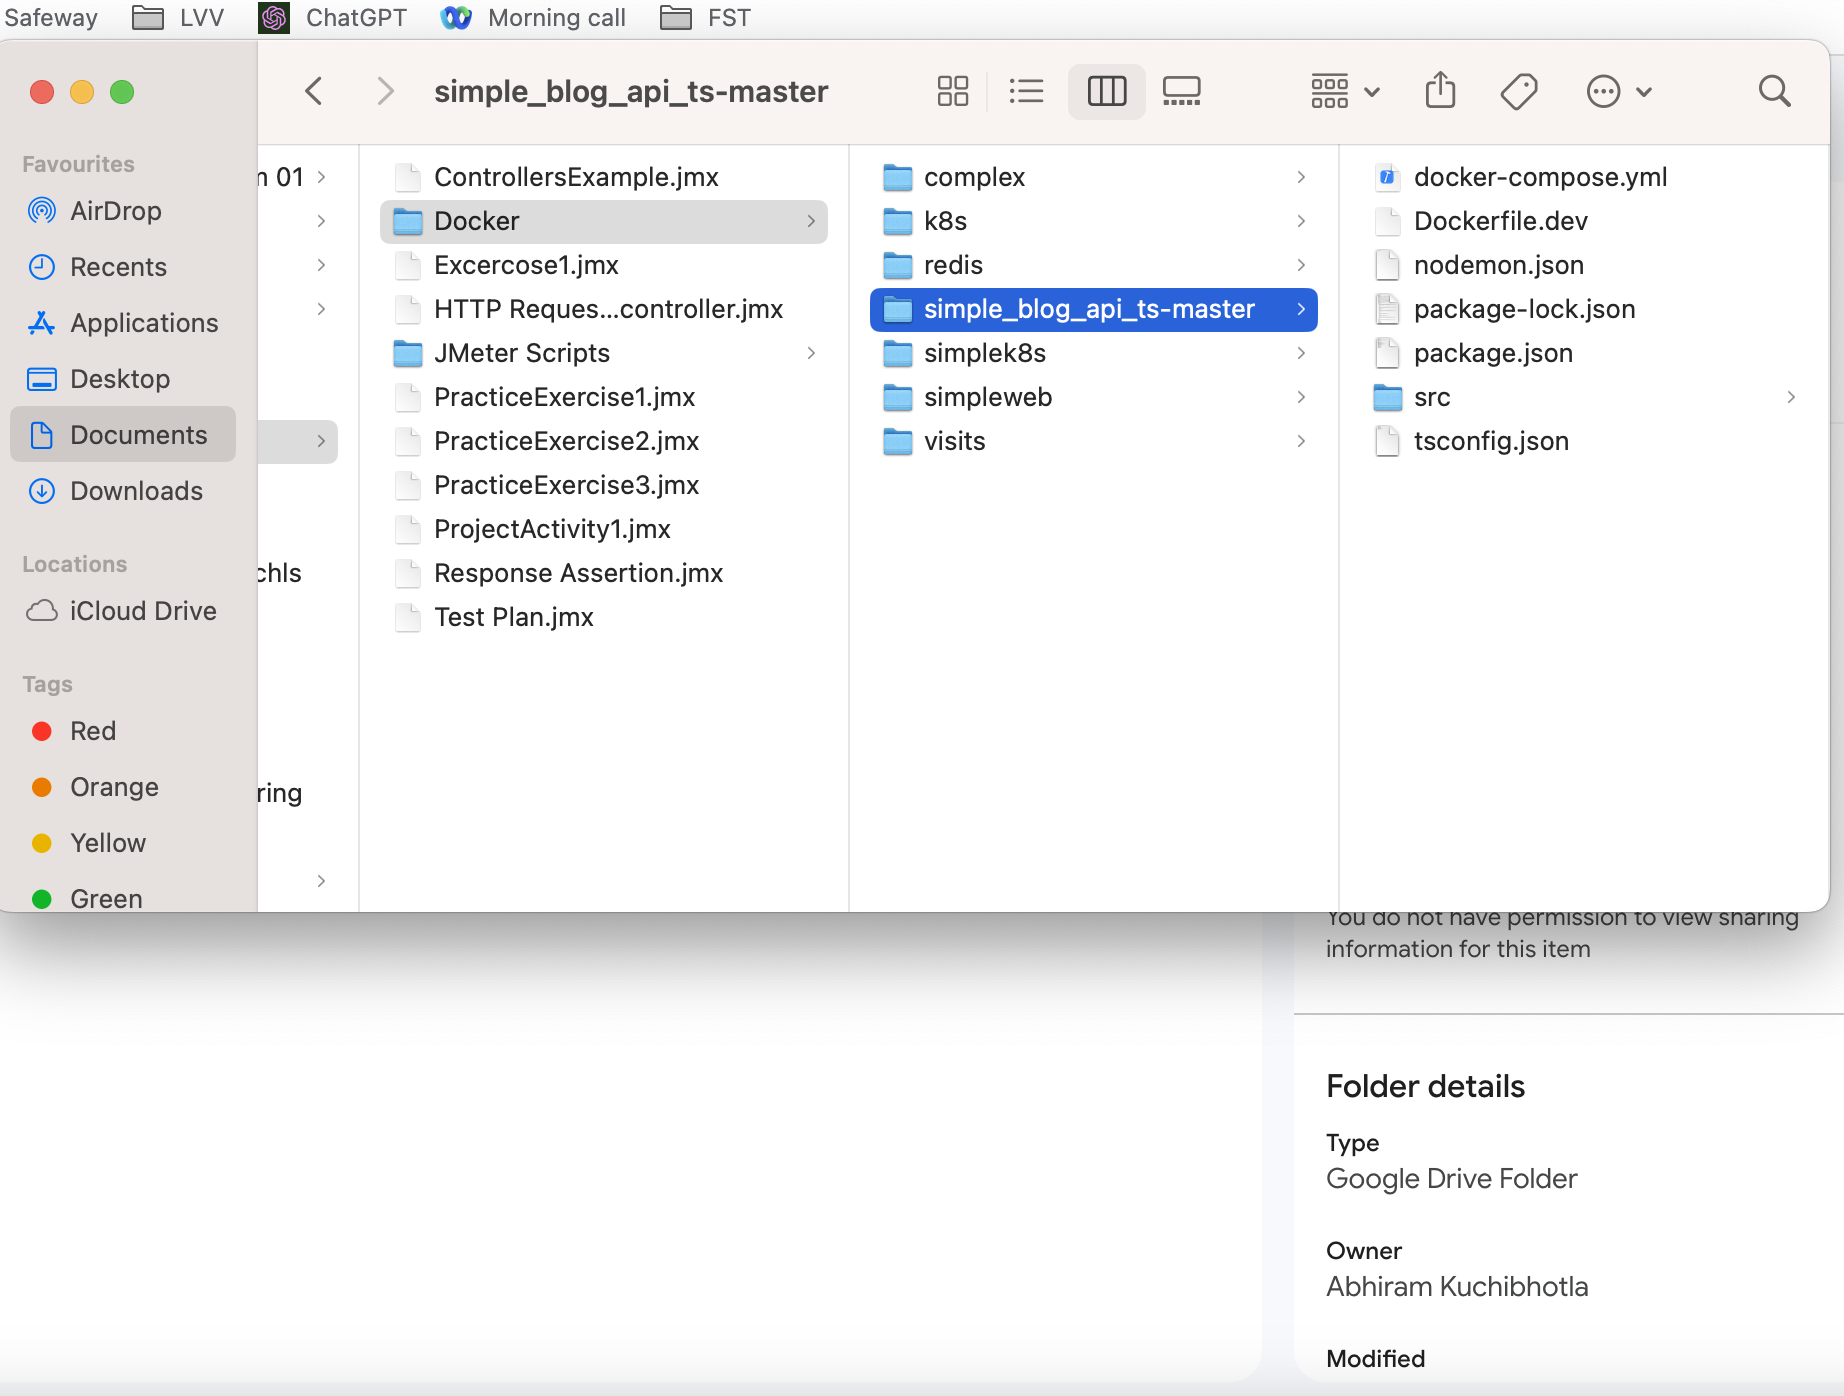 Safeway
LVV
ChatGPT
Morning call
FST
simple_blog_api_ts-master
Favourites
AirDrop
Recents
Applications
Desktop
Documents
Downloads
Locations
iCloud Drive
Tags
Red
Orange
Yellow
Green
01
ring
ControllersExample.jmx
Docker
Excercose1.jmx
HTTP Reques...controller.jmx
JMeter Scripts
PracticeExercise1.jmx
PracticeExercise2.jmx
PracticeExercise3.jmx
ProjectActivity1.jmx
Response Assertion.jmx
Test Plan.jmx
complex
k8s
redis
simple_blog_api_ts-master
simplek8s
simpleweb
visits
docker-compose.yml
Dockerfile.dev
nodemon.json
package-lock.json
package.json
src
tsconfig.json
You do not have permission to view sharing
information for this item
Folder details
Type
Google Drive Folder
Owner
Abhiram Kuchibhotla
Modified